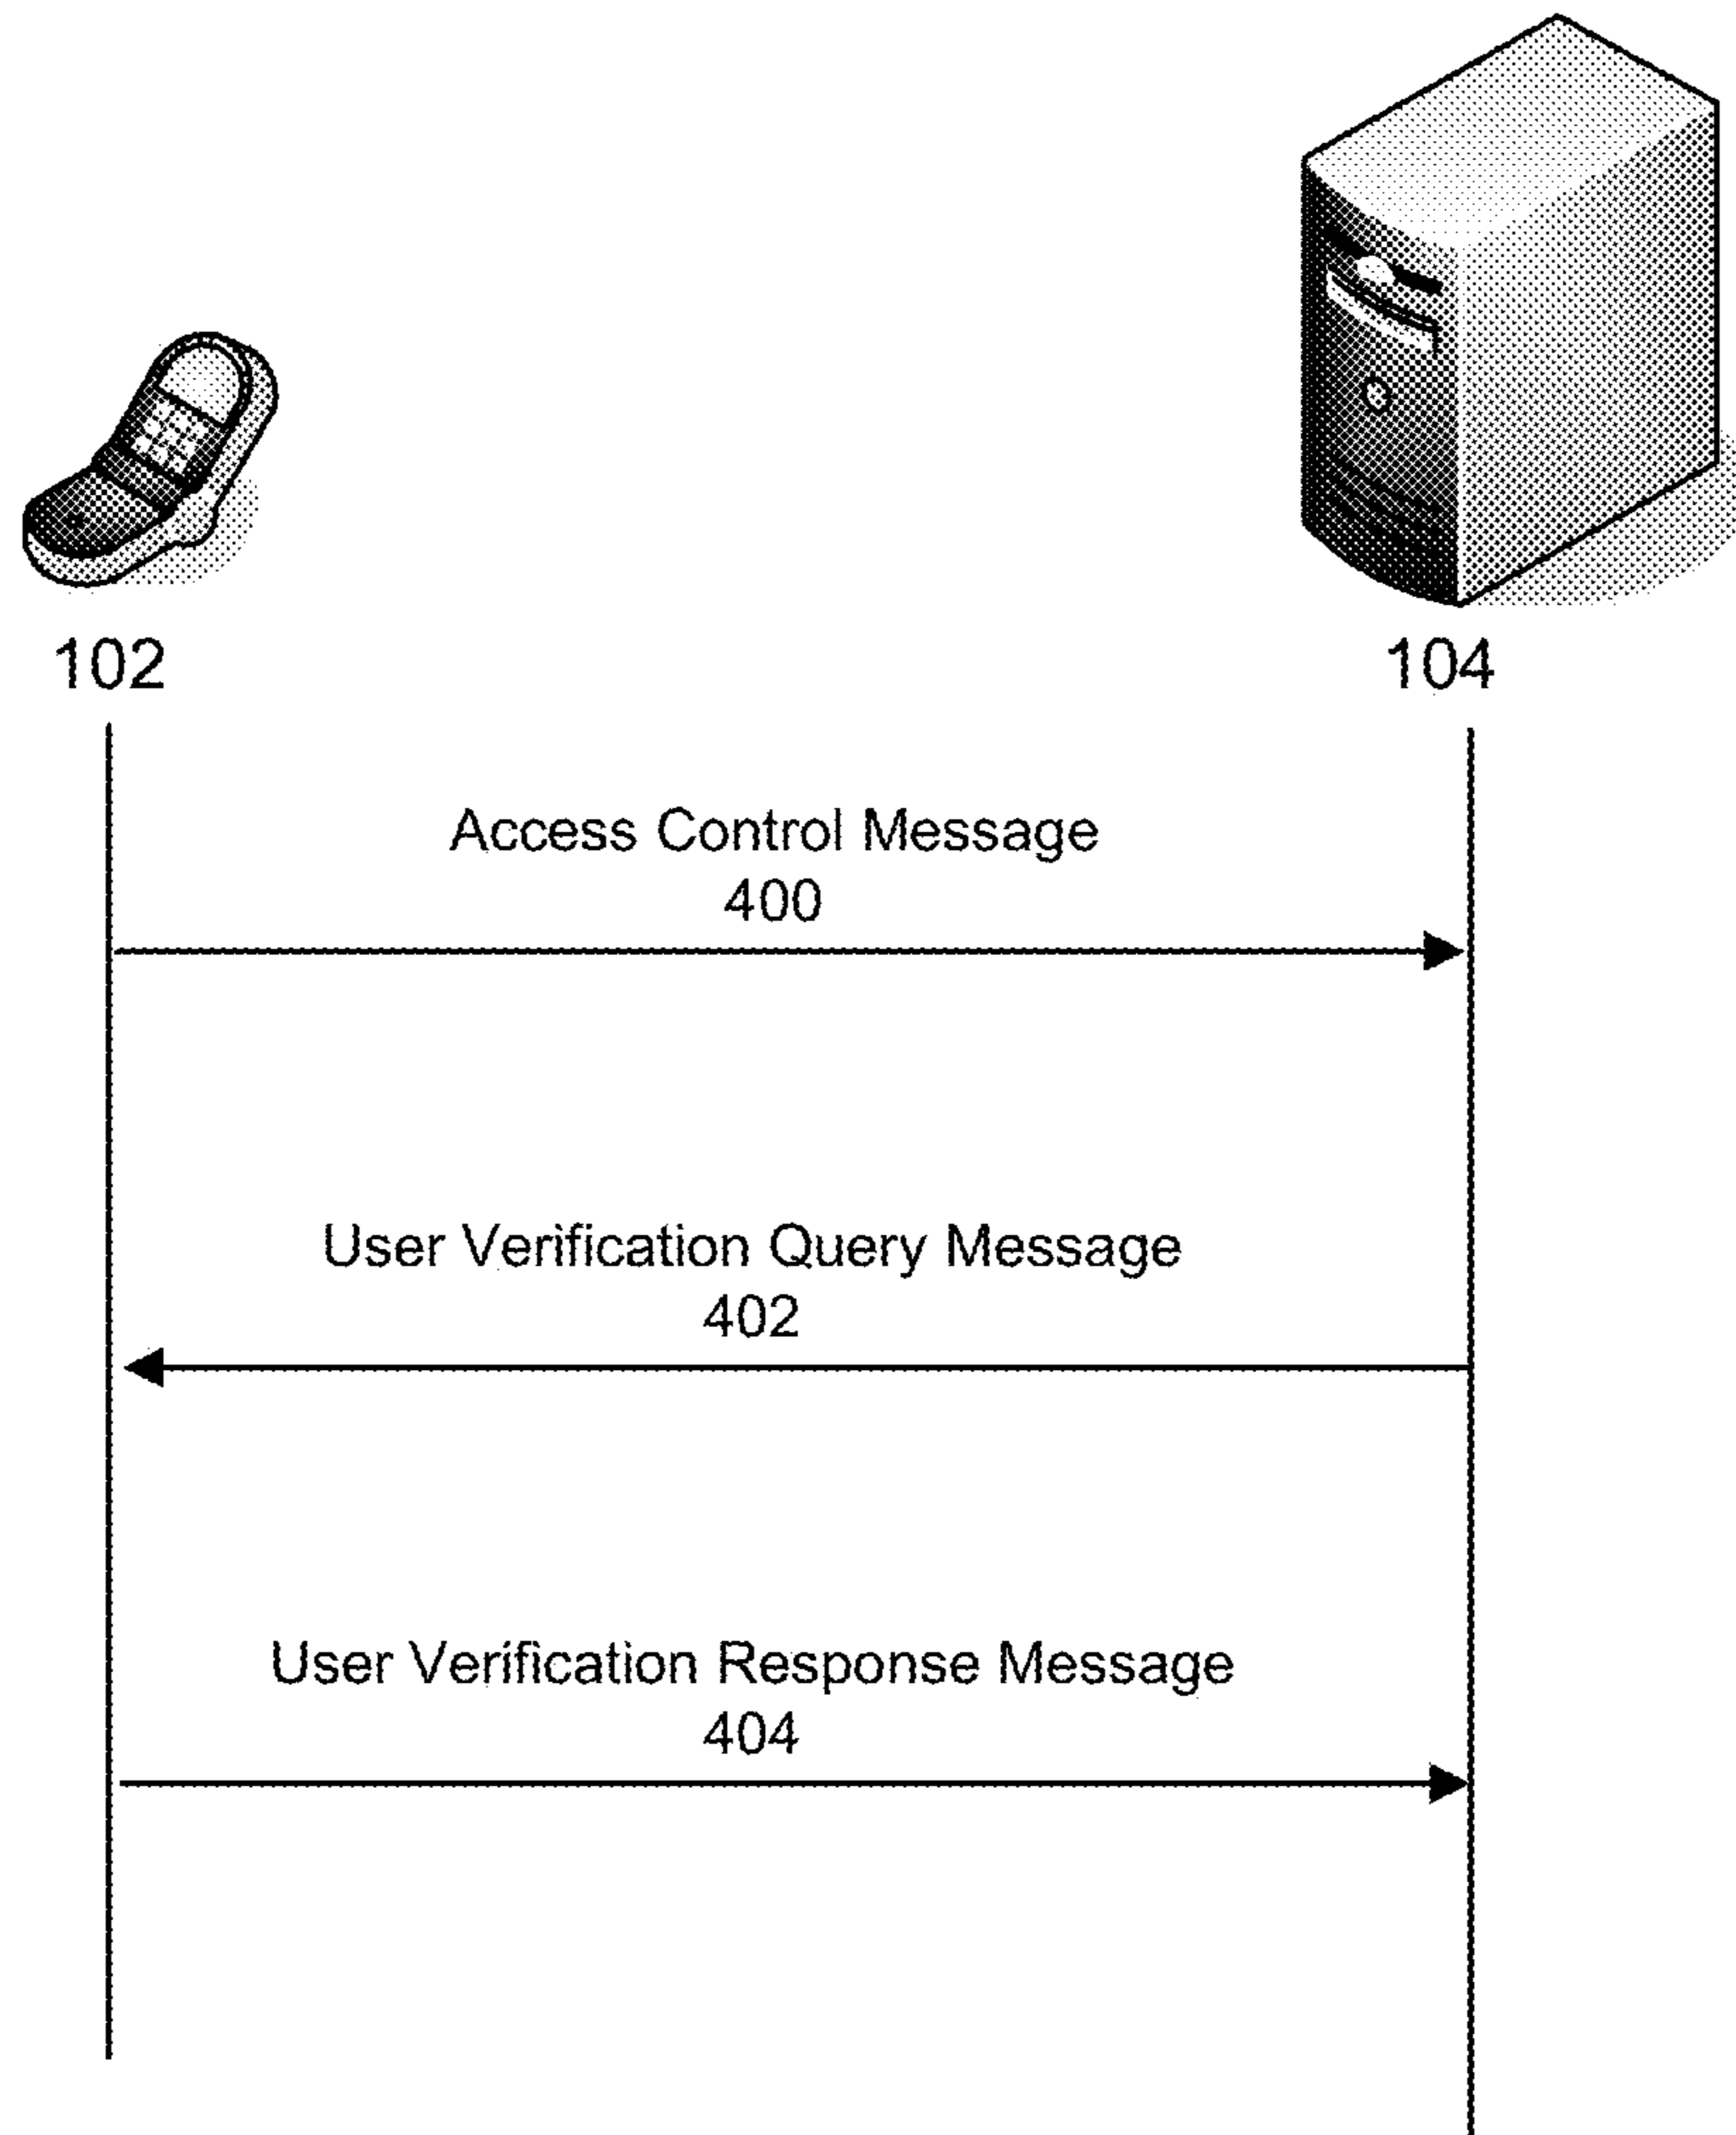 102
104
Access Control Message
400
User Verification Query Message
402
User Verification Response Message
404